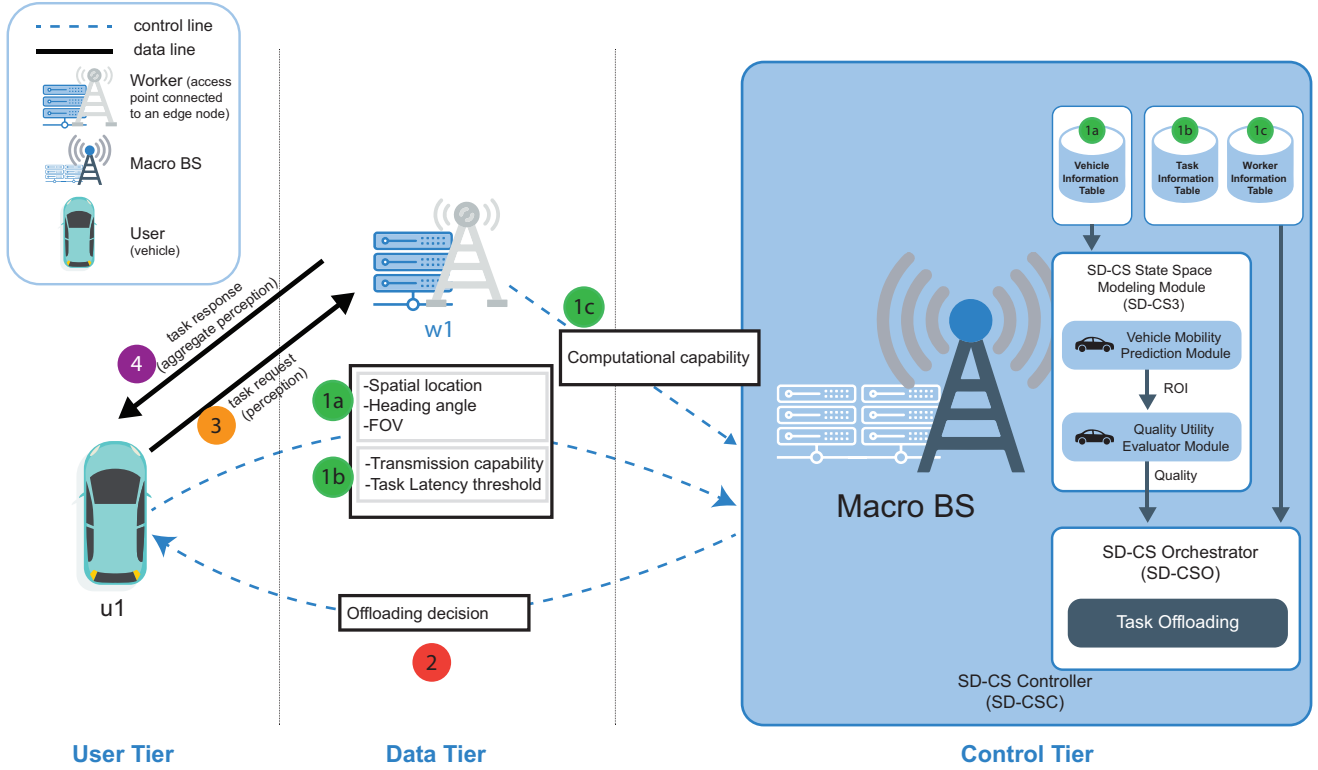 control line
data line
Worker (access
point connected
to an edge node)
Macro BS
User
(vehicle)
4
task response
(aggregate perception)
3
task request
(perception)
u1
w1
1a
-Spatial location
-Heading angle
-FOV
1b
-Transmission capability
-Task Latency threshold
1c
Computational capability
Offloading decision
2
Macro BS
1a
Vehicle
Information
Table
1b
Task
Information
Table
1c
Worker
Information
Table
SD-CS State Space
Modeling Module
(SD-CS3)
Vehicle Mobility
Prediction Module
ROI
Quality Utility
Evaluator Module
Quality
SD-CS Orchestrator
(SD-CSO)
Task Offloading
SD-CS Controller
(SD-CSC)
User Tier
Data Tier
Control Tier